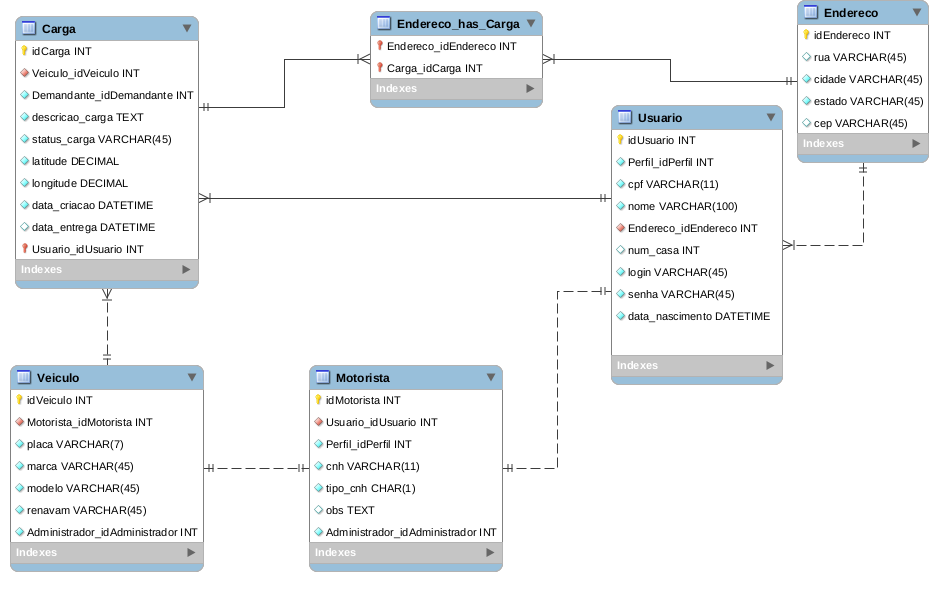 Carga
idCarga INT
Veiculo_idVeiculo INT
Demandante_idDemandante INT
descricao_carga TEXT
status_carga VARCHAR(45)
latitude DECIMAL
longitude DECIMAL
data_criacao DATETIME
data_entrega DATETIME
Usuario_idUsuario INT
Indexes
Endereco_has_Carga
Endereco_idEndereco INT
Carga_idCarga INT
Indexes
Endereco
idEndereco INT
rua VARCHAR(45)
cidade VARCHAR(45)
estado VARCHAR(45)
cep VARCHAR(45)
Indexes
Usuario
idUsuario INT
Perfil_idPerfil INT
cpf VARCHAR(11)
nome VARCHAR(100)
Endereco_idEndereco INT
num_casa INT
login VARCHAR(45)
senha VARCHAR(45)
data_nascimento DATETIME
Indexes
Veiculo
idVeiculo INT
Motorista_idMotorista INT
placa VARCHAR(7)
marca VARCHAR(45)
modelo VARCHAR(45)
renavam VARCHAR(45)
Administrador_idAdministrador INT
Indexes
Motorista
idMotorista INT
Usuario_idUsuario INT
Perfil_idPerfil INT
cnh VARCHAR(11)
tipo_cnh CHAR(1)
obs TEXT
Administrador_idAdministrador INT
Indexes